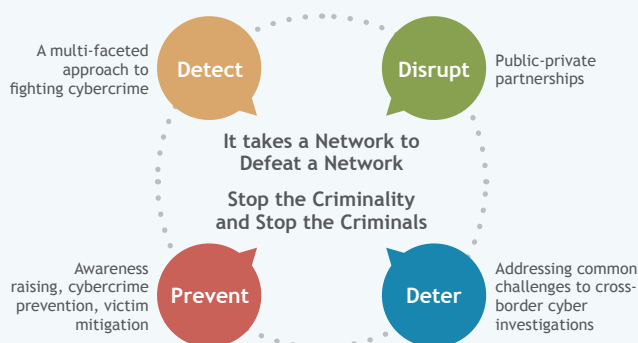 A multi-faceted
approach to
fighting cybercrime
Detect
Disrupt
Public-private
partnerships
It takes a Network to
Defeat a Network
Stop the Criminality
and Stop the Criminals
Awareness
raising, cybercrime
prevention, victim
mitigation
Prevent
Deter
Addressing common
challenges to cross-
border cyber
investigations